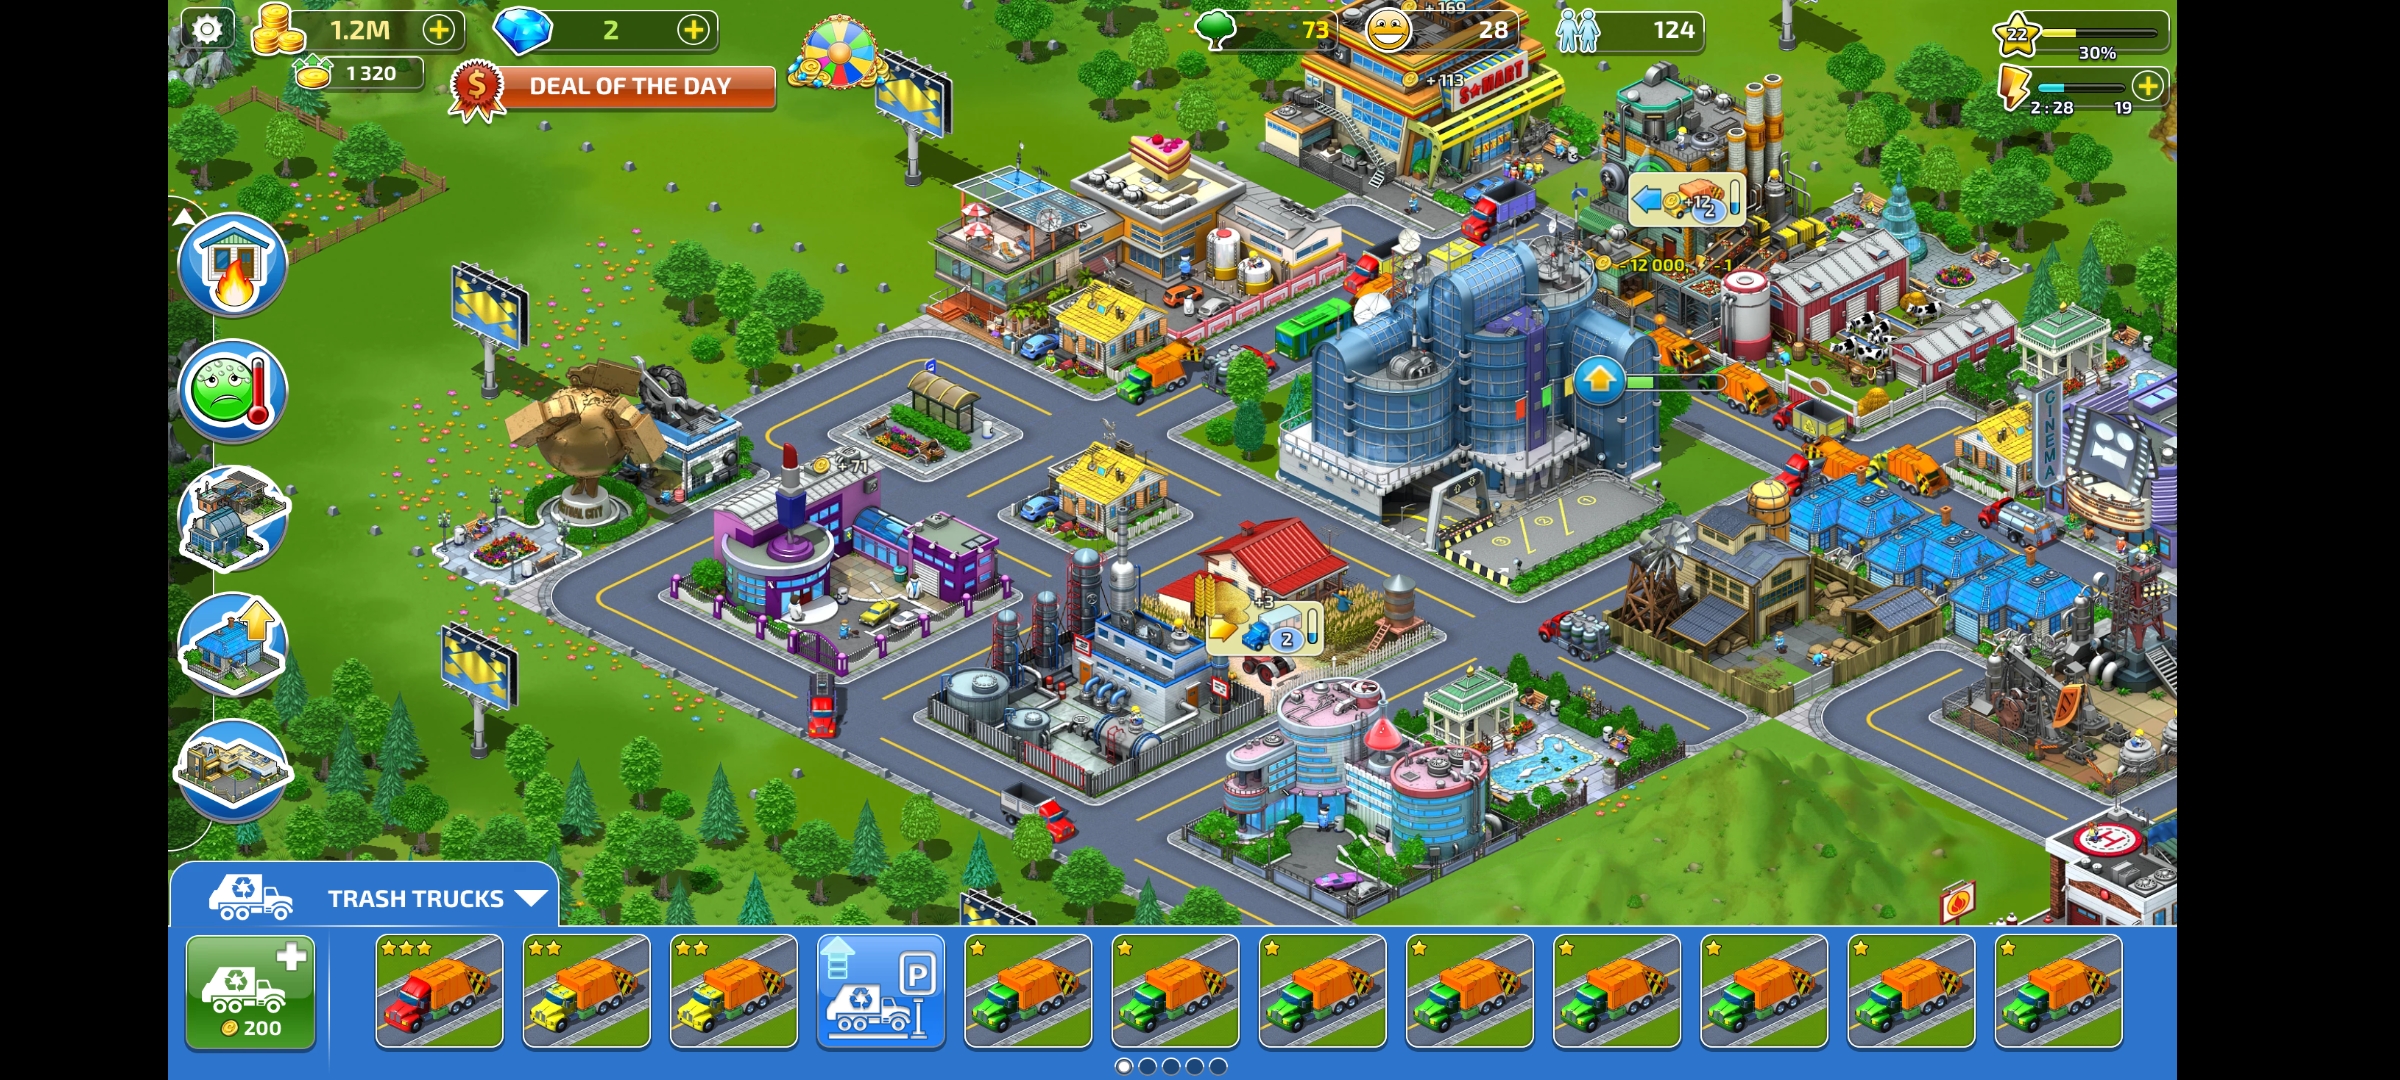 1.2M
2
73
+169
28
124
22
30%
1 320
DEAL OF THE DAY
+113
S★MART
2:28
19
+12
2
-12 000
-1
CINEMA
+71
+3
2
H
TRASH TRUCKS
200
P